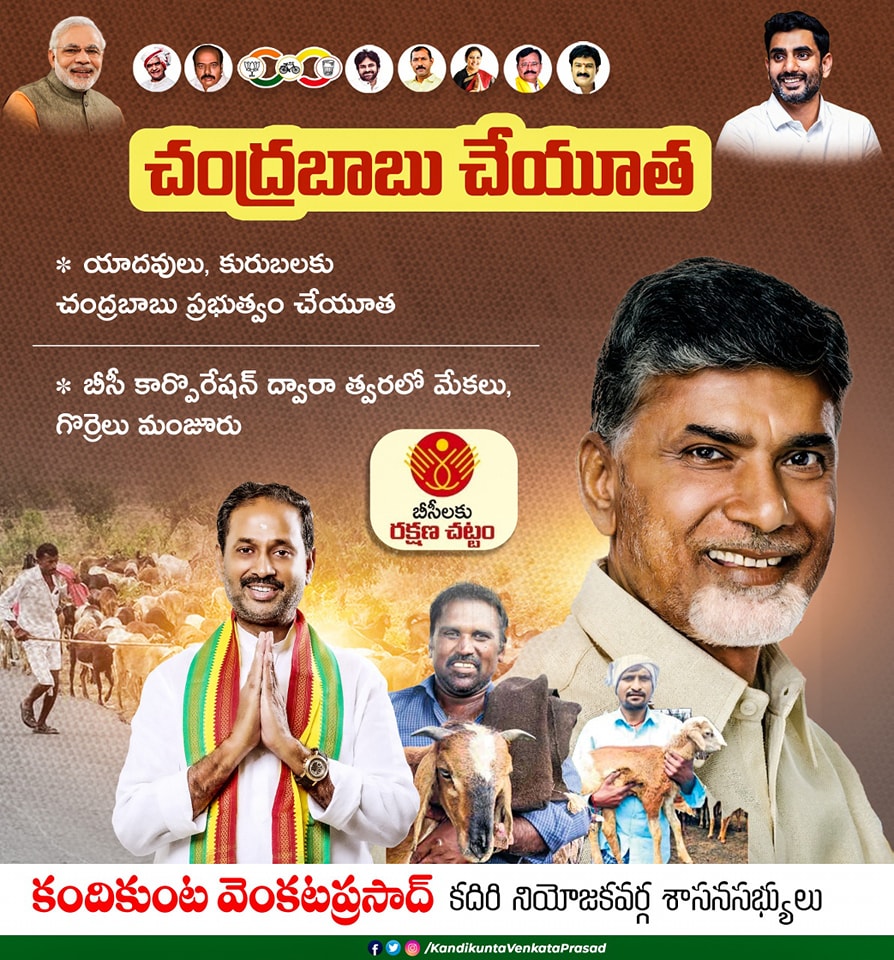 చంద్రబాబు చేయూత
* యాదవులు, కురుబలకు
చంద్రబాబు ప్రభుత్వం చేయూత
* బీసీ కార్పొరేషన్ ద్వారా త్వరలో మేకలు,
గొర్రెలు మంజూరు
బీసీలకు
రక్షణ చట్టం
కందికుంట వెంకటప్రసాద్ కదిరి నియోజకవర్గ శాసనసభ్యులు
/KandikuntaVenkataPrasad